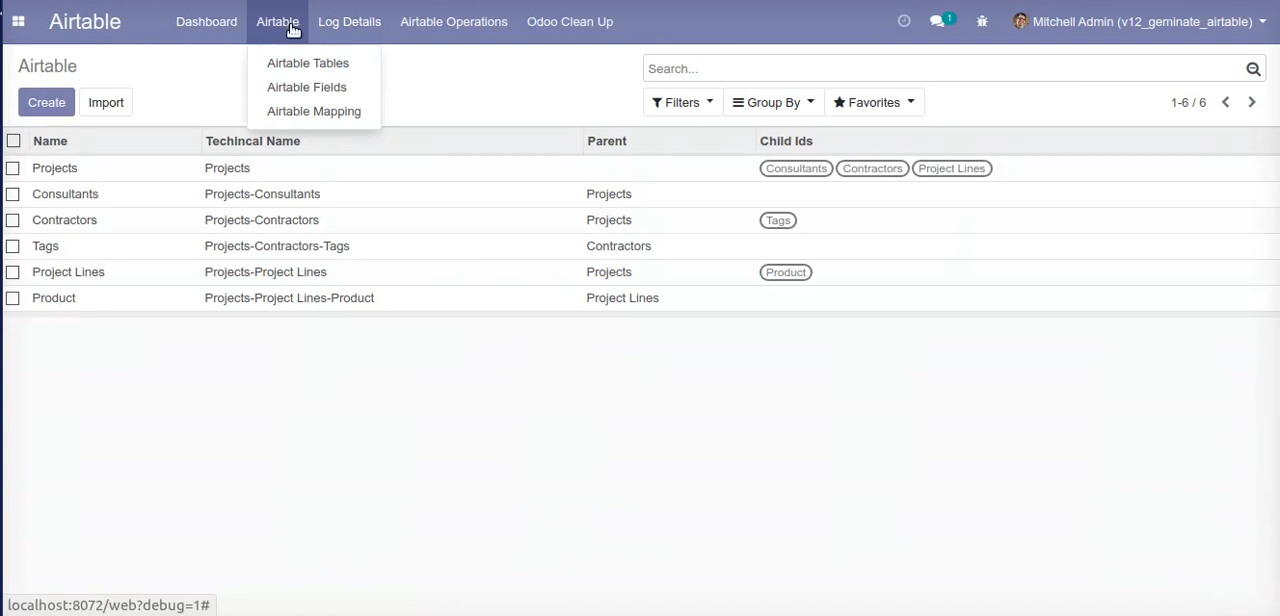 Airtable Dashboard Airtable Log Details Airtable Operations Odoo Clean Up 1 Mitchell Admin (v12_geminate_airtable)
Airtable
Airtable Tables
Airtable Fields
Airtable Mapping
Search...
Create Import
Filters Group By Favorites 1-6 / 6
Name Techincal Name Parent Child Ids
Projects Projects Consultants Contractors Project Lines
Consultants Projects-Consultants Projects
Contractors Projects-Contractors Projects Tags
Tags Projects-Contractors-Tags Contractors
Project Lines Projects-Project Lines Projects Product
Product Projects-Project Lines-Product Project Lines
localhost:8072/web?debug=1#